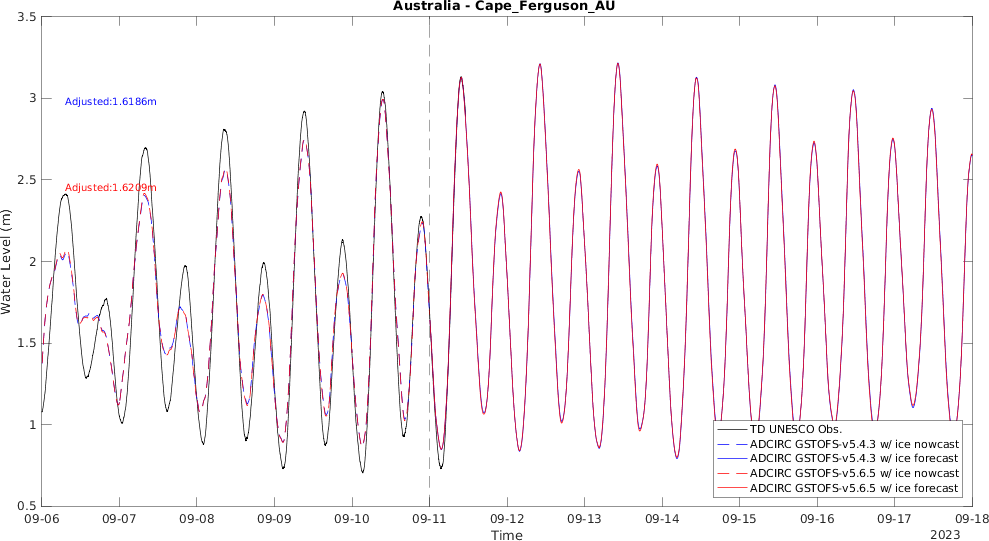 Australia - Cape_Ferguson_AU
3.5
3
2.5
2
1.5
1
0.5
Water Level (m)
Adjusted:1.6186m
Adjusted:1.6209m
TD UNESCO Obs.
ADCIRC GSTOFS-v5.4.3 w/ ice nowcast
ADCIRC GSTOFS-v5.4.3 w/ ice forecast
ADCIRC GSTOFS-v5.6.5 w/ ice nowcast
ADCIRC GSTOFS-v5.6.5 w/ ice forecast
09-06 09-07 09-08 09-09 09-10 09-11 09-12 09-13 09-14 09-15 09-16 09-17 09-18
Time
2023